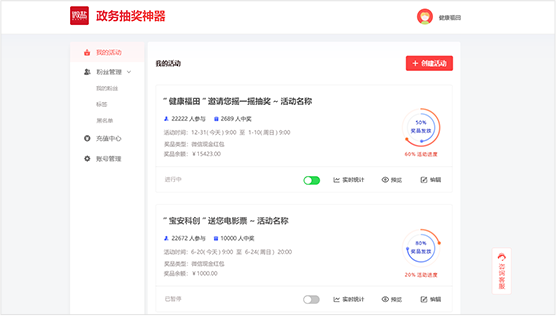 政务抽奖神器
健康福田
我的活动
粉丝管理
我的粉丝
标签
黑名单
充值中心
账号管理
我的活动
+ 创建活动
“健康福田”邀请您摇一摇抽奖 ~ 活动名称
22222 人参与 2689 人中奖
活动时间: 12-31(今天) 9:00 至 1-10(周日) 9:00
奖品类型: 微信现金红包
奖品余额: ¥15423.00
50%
奖品发放
60% 活动进度
进行中
实时统计
预览
编辑
“宝安科创”送您电影票 ~ 活动名称
22672 人参与 10000 人中奖
活动时间: 6-20(今天) 9:00 至 6-24(周日) 20:00
奖品类型: 微信现金红包
奖品余额: ¥1000.00
80%
奖品发放
20% 活动进度
已暂停
实时统计
预览
编辑